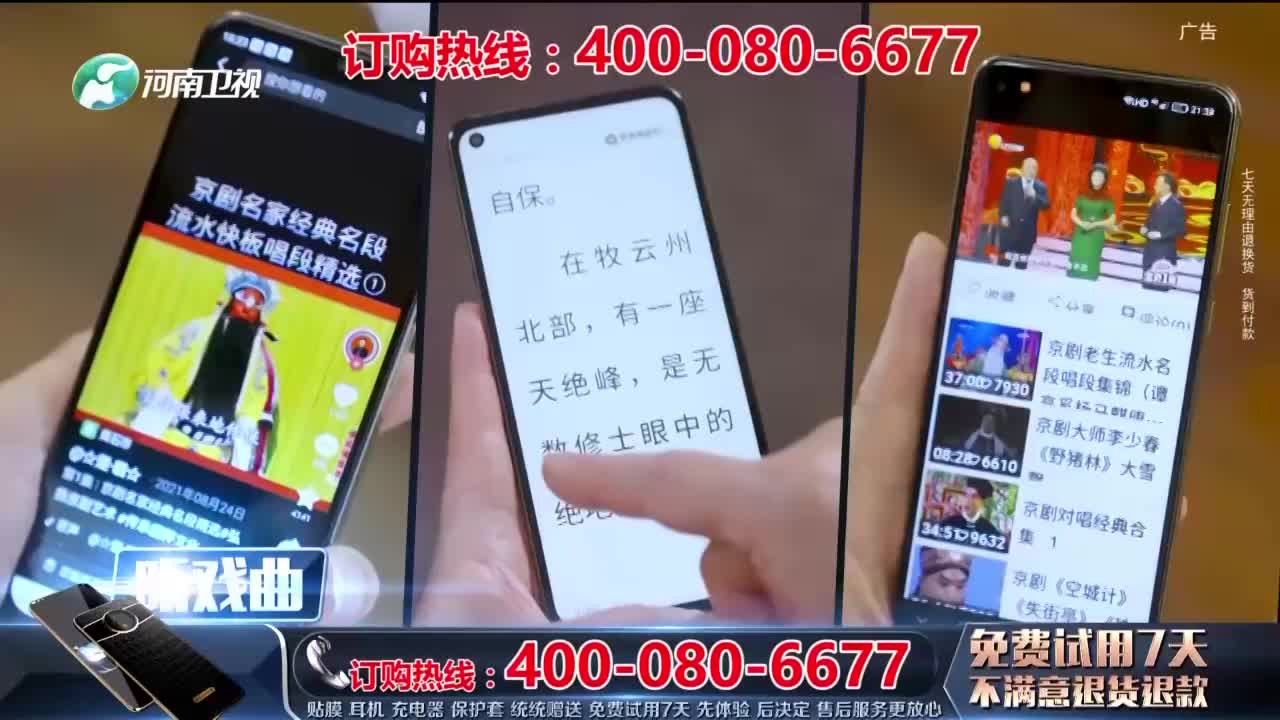 订购热线：400-080-6677
广告
河南卫视
七天无理由退换货 货到付款
京剧名家经典名段
流水快板唱段精选①
2021年08月24日
自保。
在牧云州
北部，有一座
天绝峰，是无
数修士眼中的
21:39
京剧老生流水名
段唱段集锦（谭
37:00 7930
京剧大师李少春
《野猪林》大雪
08:28 6610
京剧对唱经典合
集 1
34:51 9632
京剧《空城计》
《失街亭》
听戏曲
订购热线：400-080-6677
免费试用7天
不满意退货退款
贴膜 耳机 充电器 保护套 统统赠送 免费试用7天 先体验 后决定 售后服务更放心